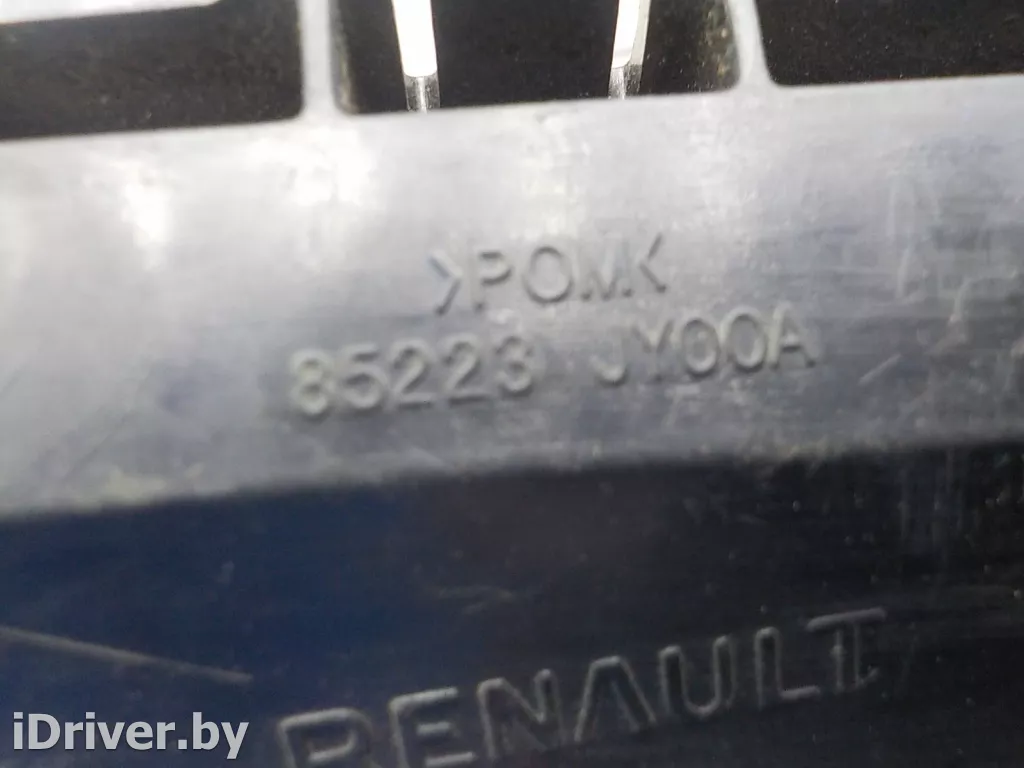 >POM<
85223 JY00A
RENAULT
iDriver.by